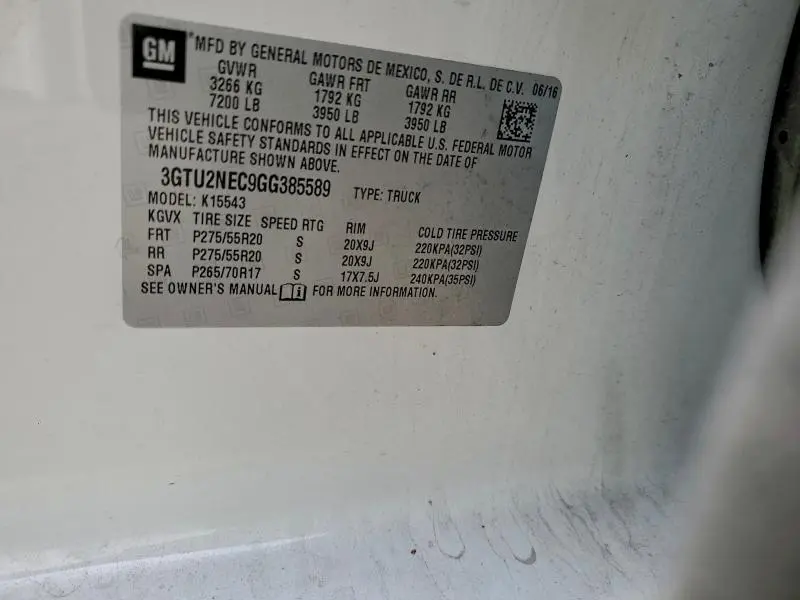 GM
*MFD BY GENERAL MOTORS DE MEXICO, S. DE R.L. DE C.V. 06/16
GVWR GAWR FRT GAWR RR
3266 KG 1792 KG 1792 KG
7200 LB 3950 LB 3950 LB
THIS VEHICLE CONFORMS TO ALL APPLICABLE U.S. FEDERAL MOTOR
VEHICLE SAFETY STANDARDS IN EFFECT ON THE DATE OF
MANUFACTURE SHOWN ABOVE.
3GTU2NEC9GG385589 TYPE: TRUCK
MODEL: K15543
KGVX TIRE SIZE SPEED RTG RIM COLD TIRE PRESSURE
FRT P275/55R20 S 20X9J 220KPA(32PSI)
RR P275/55R20 S 20X9J 220KPA(32PSI)
SPA P265/70R17 S 17X7.5J 240KPA(35PSI)
SEE OWNER'S MANUAL FOR MORE INFORMATION.